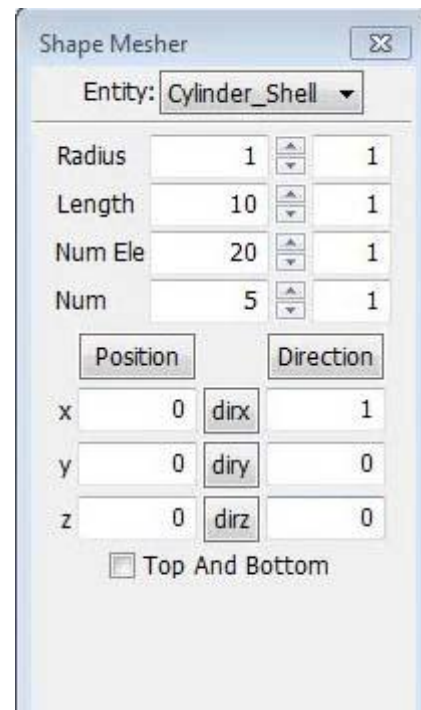 Shape Mesher
Entity: Cylinder_Shell
Radius 1 1
Length 10 1
Num Ele 20 1
Num 5 1
Position Direction
x 0 dirx 1
y 0 diry 0
z 0 dirz 0
Top And Bottom